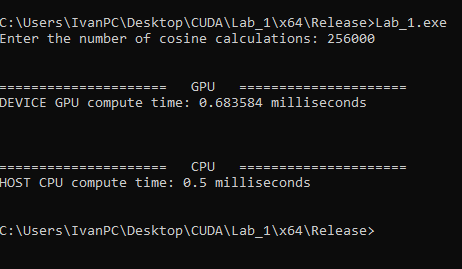 C:\Users\IvanPC\Desktop\CUDA\Lab_1\x64\Release>Lab_1.exe
Enter the number of cosine calculations: 256000
====================   GPU   ====================
DEVICE GPU compute time: 0.683584 milliseconds
====================   CPU   ====================
HOST CPU compute time: 0.5 milliseconds
C:\Users\IvanPC\Desktop\CUDA\Lab_1\x64\Release>